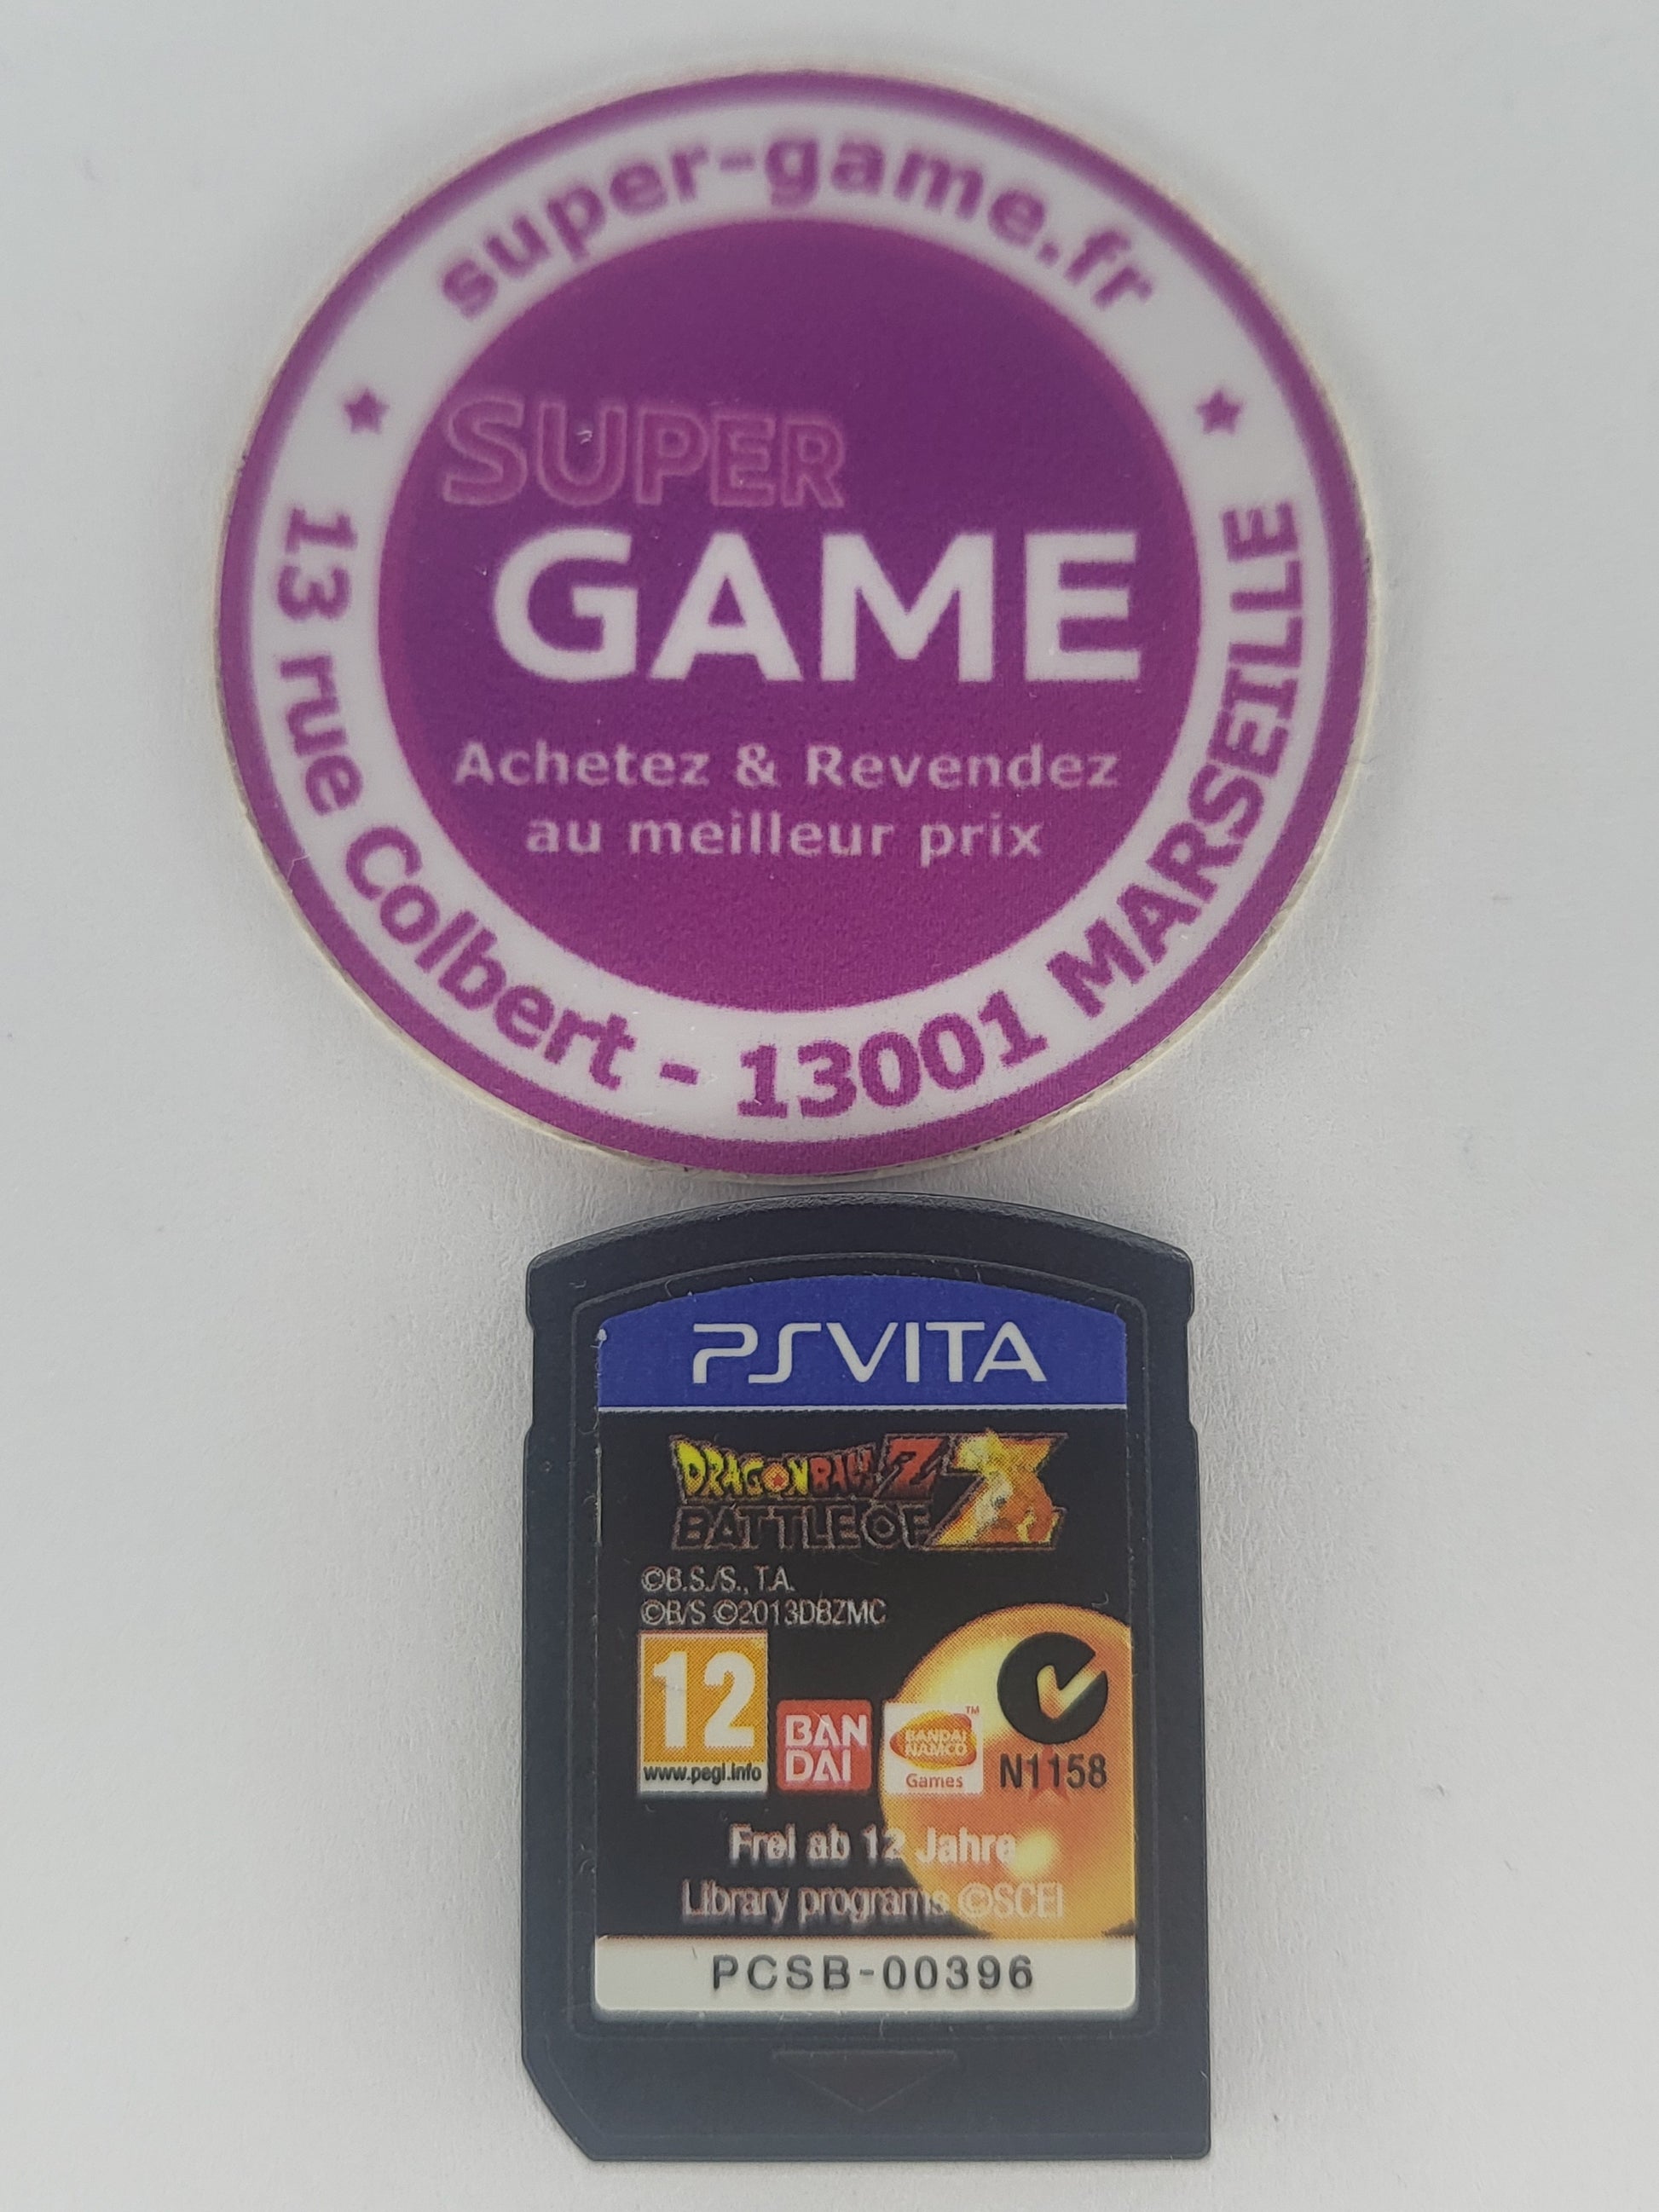 super-game.fr
SUPER
GAME
Achetez & Revendez
au meilleur prix
13 rue Colbert - 13001 MARSEILLE
PSVITA
DRAGONBALL Z
BATTLE OF Z
©B.S./S., T.A.
©B/S ©2013DBZMC
12
www.pegi.info
BAN
DAI
BANDAI
NAMCO
Games
TM
N1158
Frei ab 12 Jahre
Library programs ©SCEI
PCSB-00396